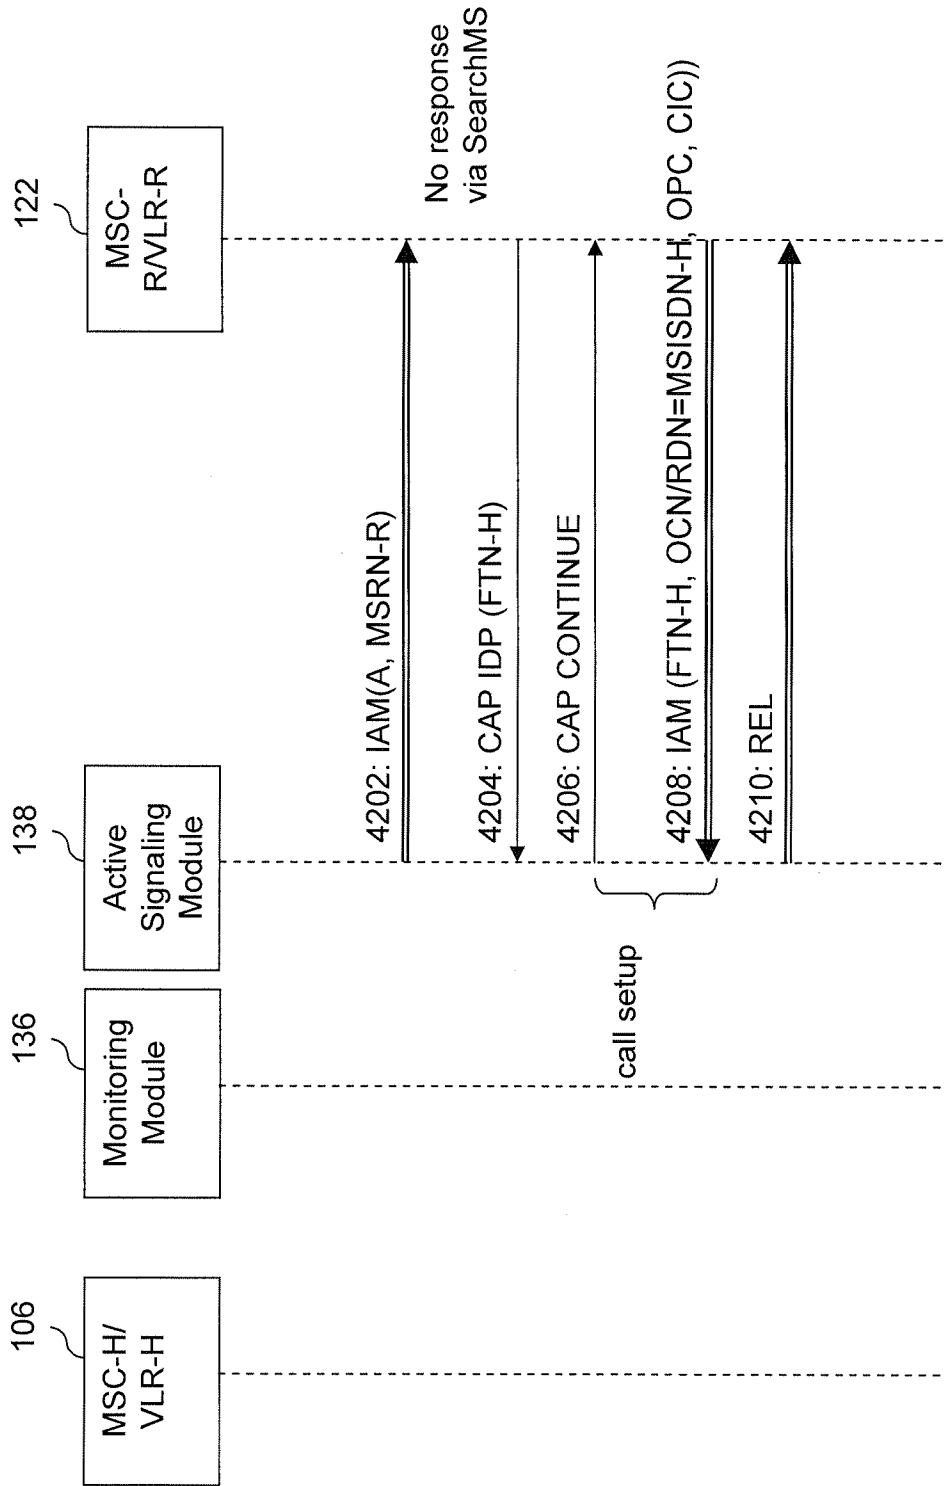 106
MSC-H/
VLR-H
136
Monitoring
Module
138
Active
Signaling
Module
122
MSC-
R/VLR-R
4202: IAM(A, MSRN-R)
No response
via SearchMS
4204: CAP IDP (FTN-H)
4206: CAP CONTINUE
call setup
4208: IAM (FTN-H, OCN/RDN=MSISDN-H, OPC, CIC))
4210: REL